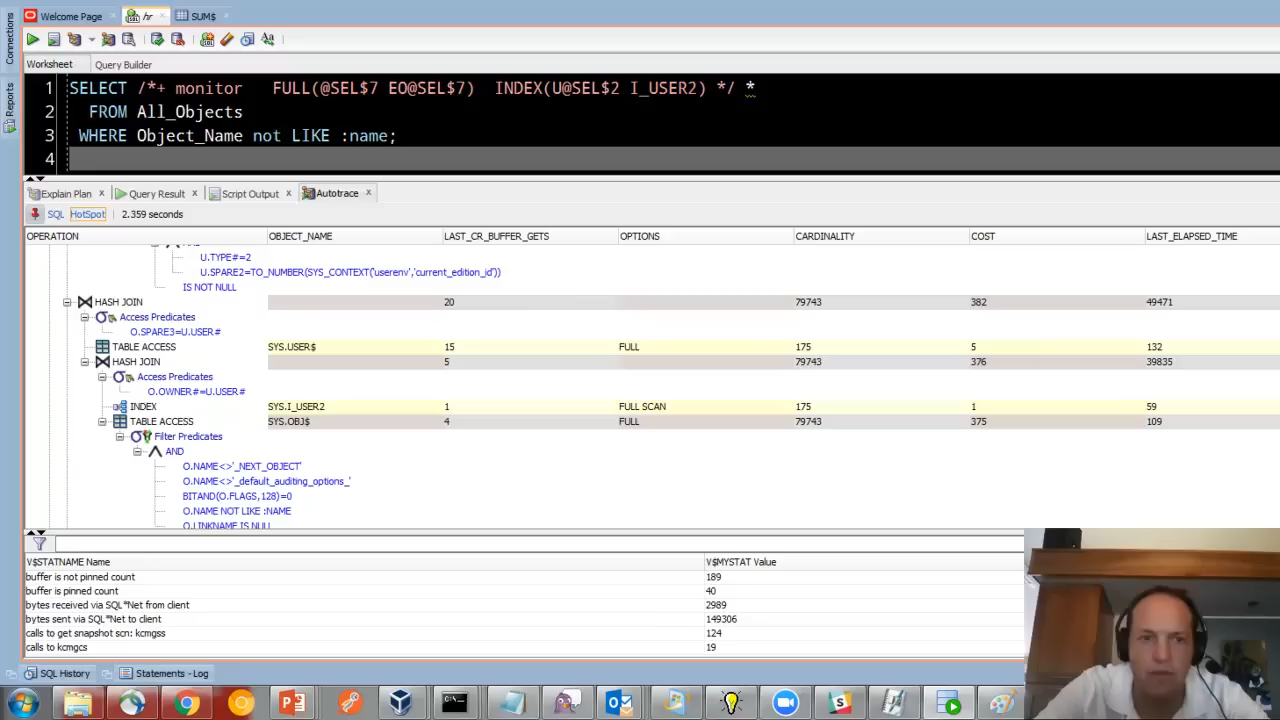 Connections
Reports
Welcome Page
hr
SUM$
Worksheet
Query Builder
1 SELECT /*+ monitor   FULL(@SEL$7 EO@SEL$7)  INDEX(U@SEL$2 I_USER2) */ *
2   FROM All_Objects
3  WHERE Object_Name not LIKE :name;
4
Explain Plan
Query Result
Script Output
Autotrace
SQL HotSpot 2.359 seconds
OPERATION OBJECT_NAME LAST_CR_BUFFER_GETS OPTIONS CARDINALITY COST LAST_ELAPSED_TIME
U.TYPE#=2
U.SPARE2=TO_NUMBER(SYS_CONTEXT('userenv','current_edition_id'))
IS NOT NULL
HASH JOIN 20 79743 382 49471
Access Predicates
O.SPARE3=U.USER#
TABLE ACCESS SYS.USER$ 15 FULL 175 5 132
HASH JOIN 5 79743 376 39835
Access Predicates
O.OWNER#=U.USER#
INDEX SYS.I_USER2 1 FULL SCAN 175 1 59
TABLE ACCESS SYS.OBJ$ 4 FULL 79743 375 109
Filter Predicates
AND
O.NAME<>'_NEXT_OBJECT'
O.NAME<>'_default_auditing_options_'
BITAND(O.FLAGS,128)=0
O.NAME NOT LIKE :NAME
O.LINKNAME IS NULL
V$STATNAME Name V$MYSTAT Value
buffer is not pinned count 189
buffer is pinned count 40
bytes received via SQL*Net from client 2989
bytes sent via SQL*Net to client 149306
calls to get snapshot scn: kcmgss 124
calls to kcmgcs 19
SQL History
Statements - Log